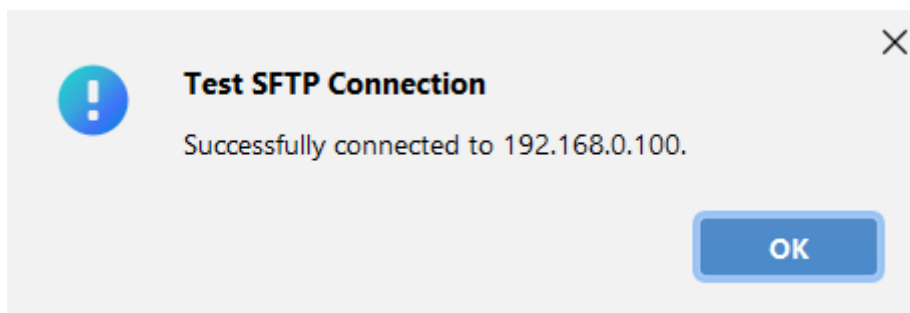 Test SFTP Connection
Successfully connected to 192.168.0.100.
OK